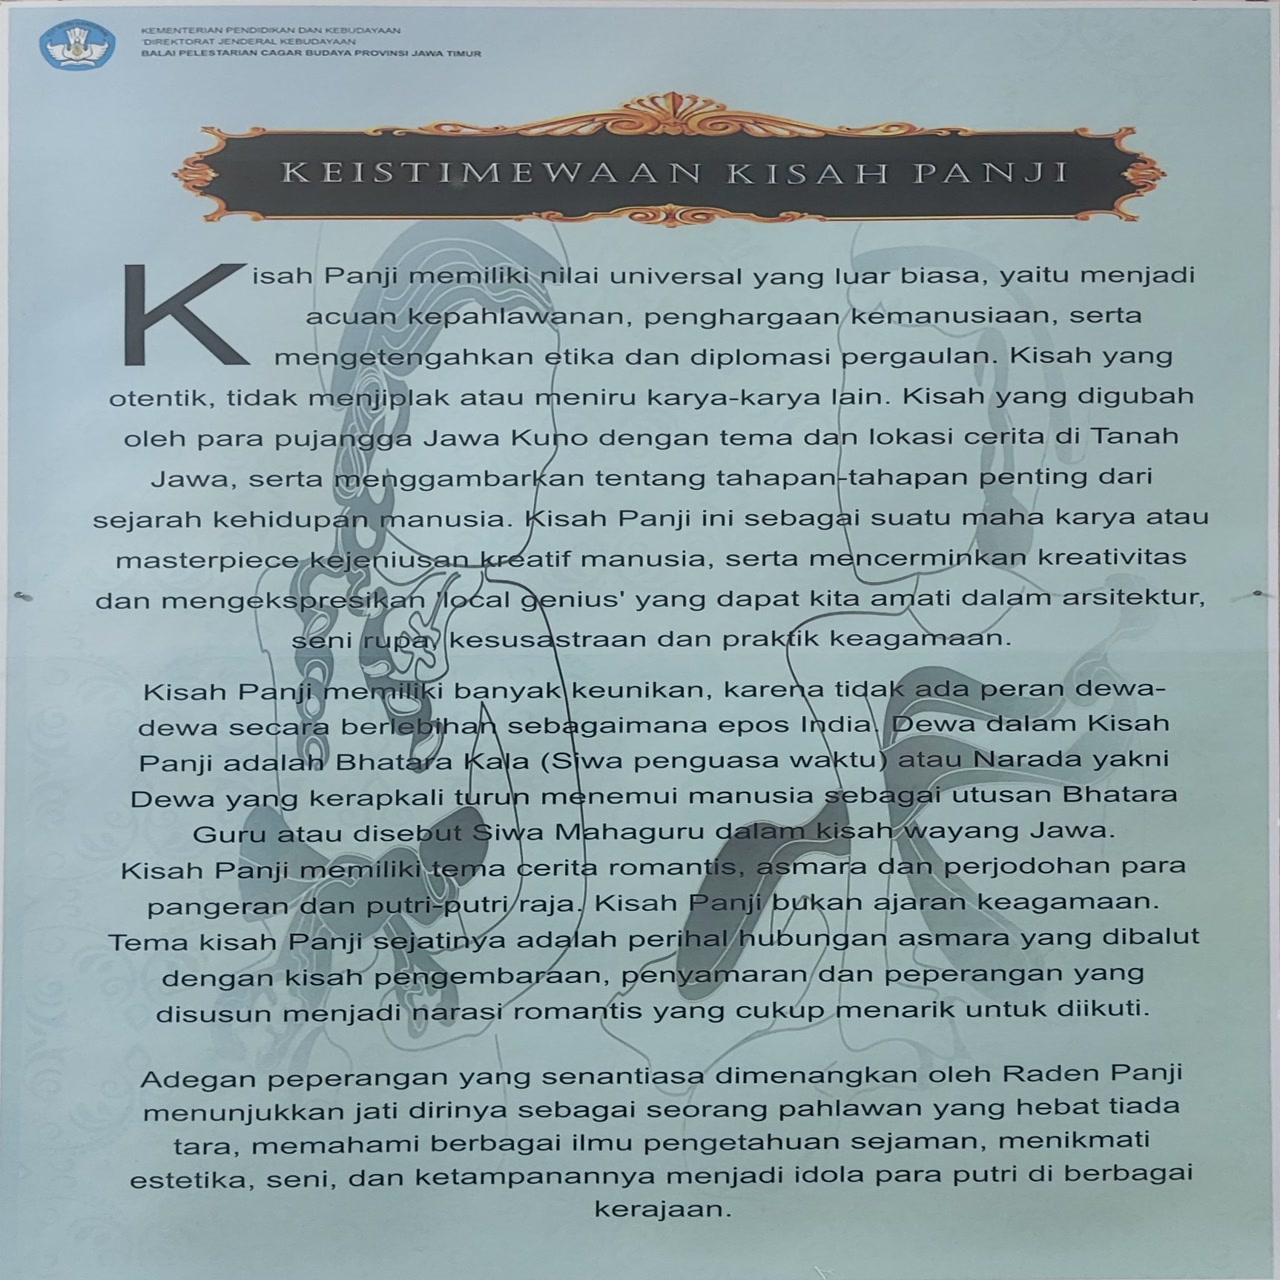 KEMENTERIAN PENDIDIKAN DAN KEBUDAYAAN
DIREKTORAT JENDERAL KEBUDAYAAN
BALAI PELESTARIAN CAGAR BUDAYA PROVINSI JAWA TIMUR
KEISTIMEWAAN KISAH PANJI
Kisah Panji memiliki nilai universal yang luar biasa, yaitu menjadi
acuan kepahlawanan, penghargaan kemanusiaan, serta
mengetengahkan etika dan diplomasi pergaulan. Kisah yang
otentik, tidak menjiplak atau meniru karya-karya lain. Kisah yang digubah
oleh para pujangga Jawa Kuno dengan tema dan lokasi cerita di Tanah
Jawa, serta menggambarkan tentang tahapan-tahapan penting dari
sejarah kehidupan manusia. Kisah Panji ini sebagai suatu maha karya atau
masterpiece kejeniusan kreatif manusia, serta mencerminkan kreativitas
dan mengekspresikan 'local genius' yang dapat kita amati dalam arsitektur,
seni rupa, kesusastraan dan praktik keagamaan.
Kisah Panji memiliki banyak keunikan, karena tidak ada peran dewa-
dewa secara berlebihan sebagaimana epos India. Dewa dalam Kisah
Panji adalah Bhatara Kala (Siwa penguasa waktu) atau Narada yakni
Dewa yang kerapkali turun menemui manusia sebagai utusan Bhatara
Guru atau disebut Siwa Mahaguru dalam kisah wayang Jawa.
Kisah Panji memiliki tema cerita romantis, asmara dan perjodohan para
pangeran dan putri-putri raja. Kisah Panji bukan ajaran keagamaan.
Tema kisah Panji sejatinya adalah perihal hubungan asmara yang dibalut
dengan kisah pengembaraan, penyamaran dan peperangan yang
disusun menjadi narasi romantis yang cukup menarik untuk diikuti.
Adegan peperangan yang senantiasa dimenangkan oleh Raden Panji
menunjukkan jati dirinya sebagai seorang pahlawan yang hebat tiada
tara, memahami berbagai ilmu pengetahuan sejaman, menikmati
estetika, seni, dan ketampanannya menjadi idola para putri di berbagai
kerajaan.